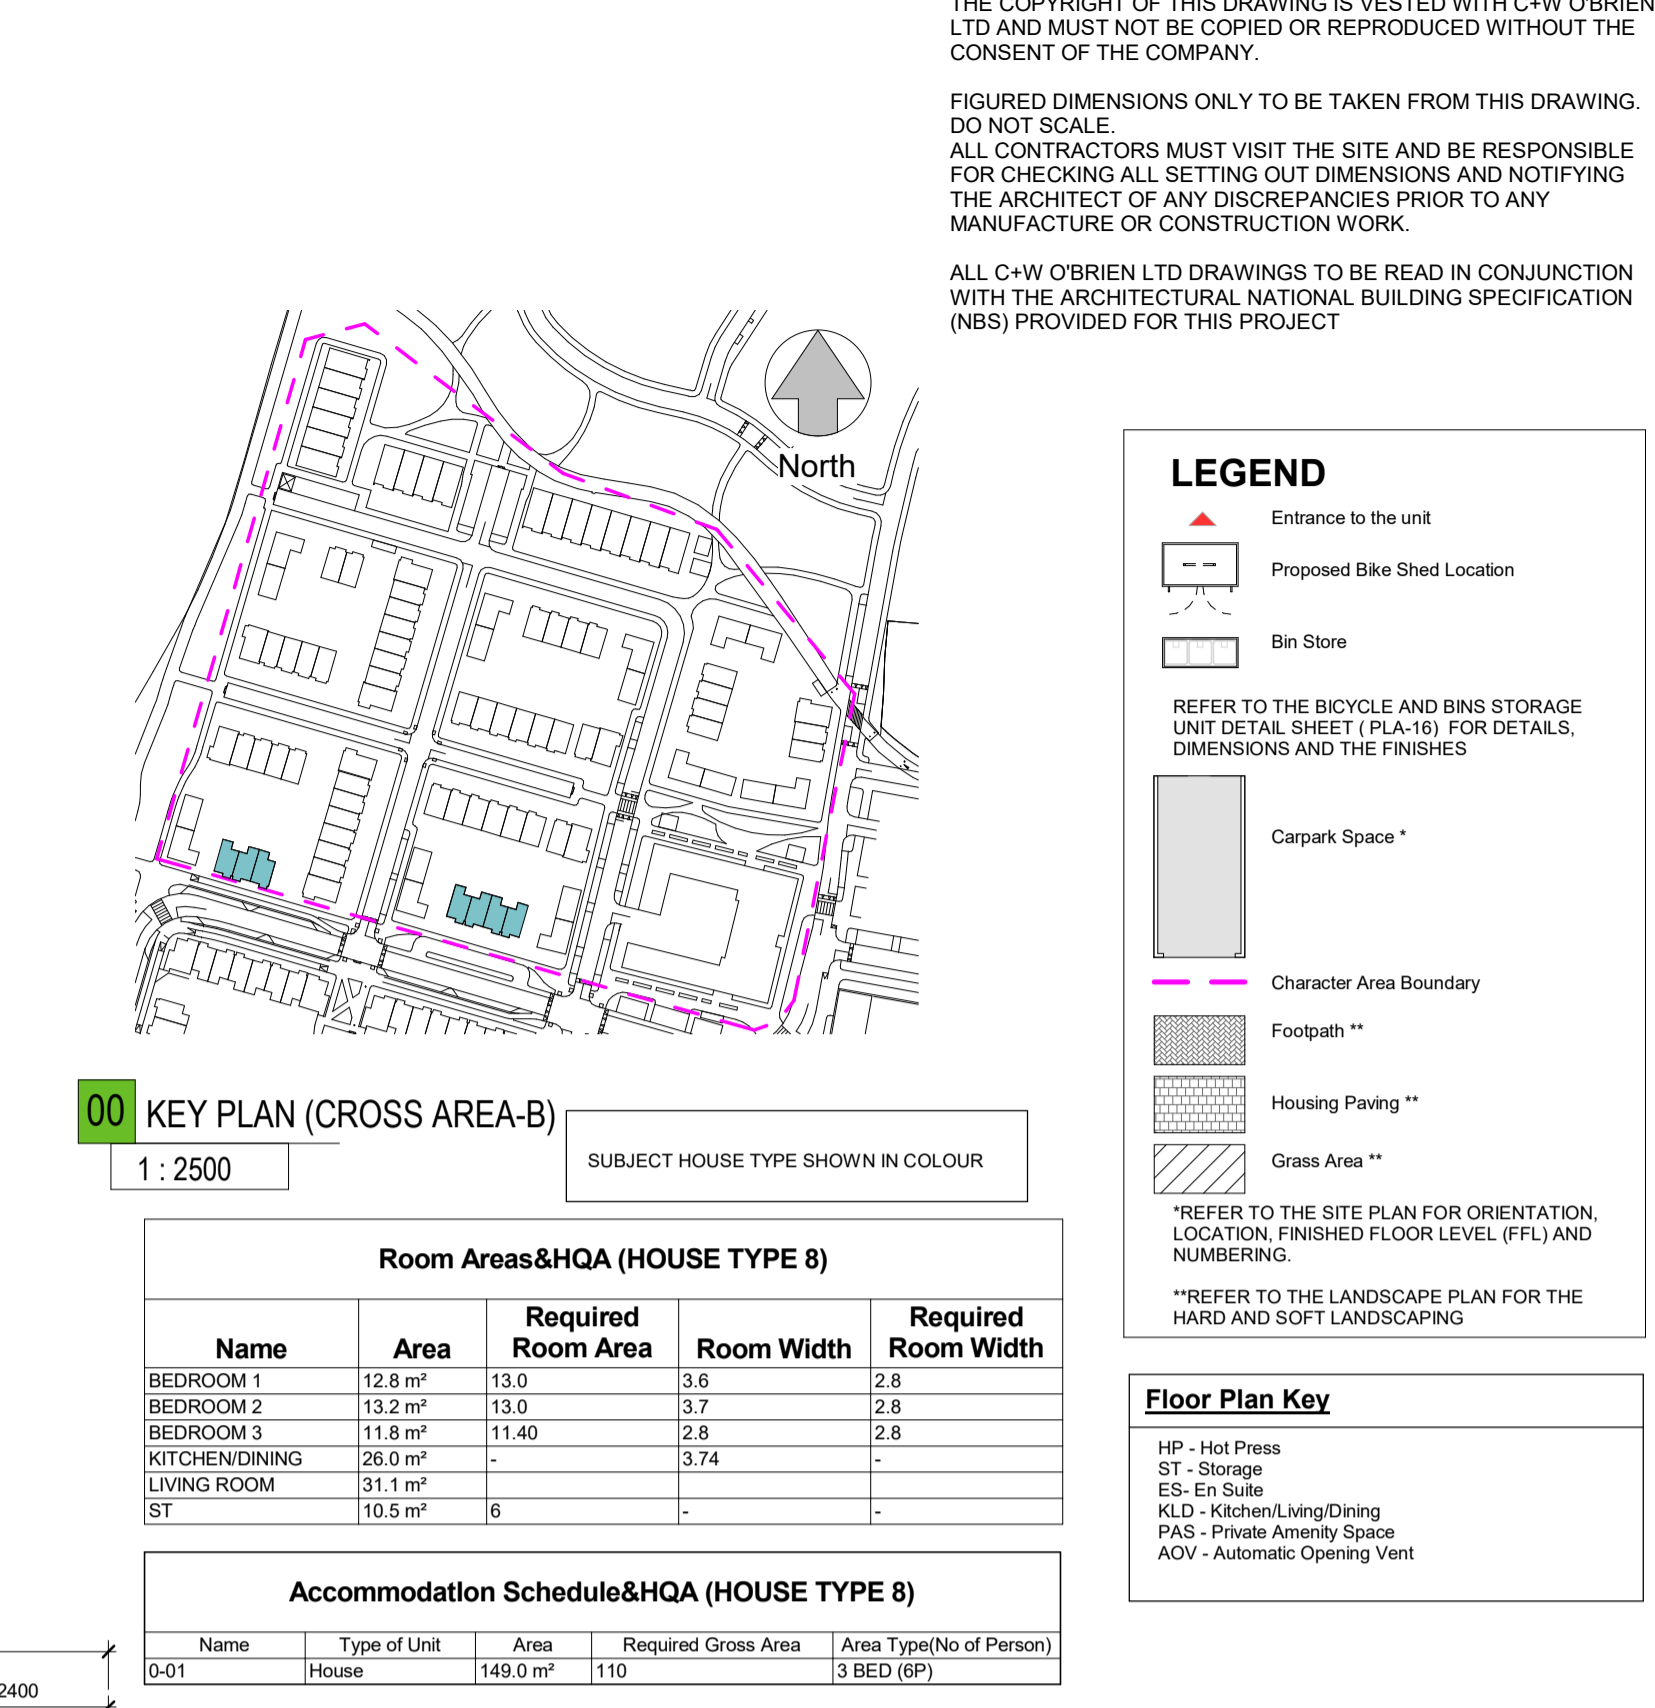 THE COPYRIGHT OF THIS DRAWING IS VESTED WITH C+W O'BRIEN
LTD AND MUST NOT BE COPIED OR REPRODUCED WITHOUT THE
CONSENT OF THE COMPANY.
FIGURED DIMENSIONS ONLY TO BE TAKEN FROM THIS DRAWING.
DO NOT SCALE.
ALL CONTRACTORS MUST VISIT THE SITE AND BE RESPONSIBLE
FOR CHECKING ALL SETTING OUT DIMENSIONS AND NOTIFYING
THE ARCHITECT OF ANY DISCREPANCIES PRIOR TO ANY
MANUFACTURE OR CONSTRUCTION WORK.
ALL C+W O'BRIEN LTD DRAWINGS TO BE READ IN CONJUNCTION
WITH THE ARCHITECTURAL NATIONAL BUILDING SPECIFICATION
(NBS) PROVIDED FOR THIS PROJECT
North
LEGEND
Entrance to the unit
Proposed Bike Shed Location
Bin Store
REFER TO THE BICYCLE AND BINS STORAGE
UNIT DETAIL SHEET ( PLA-16) FOR DETAILS,
DIMENSIONS AND THE FINISHES
Carpark Space *
Character Area Boundary
Footpath **
Housing Paving **
Grass Area **
*REFER TO THE SITE PLAN FOR ORIENTATION,
LOCATION, FINISHED FLOOR LEVEL (FFL) AND
NUMBERING.
**REFER TO THE LANDSCAPE PLAN FOR THE
HARD AND SOFT LANDSCAPING
00 KEY PLAN (CROSS AREA-B)
1 : 2500
SUBJECT HOUSE TYPE SHOWN IN COLOUR
Room Areas&HQA (HOUSE TYPE 8)
Name Area Required Room Area Room Width Required Room Width
BEDROOM 1 12.8 m² 13.0 3.6 2.8
BEDROOM 2 13.2 m² 13.0 3.7 2.8
BEDROOM 3 11.8 m² 11.40 2.8 2.8
KITCHEN/DINING 26.0 m² - 3.74 -
LIVING ROOM 31.1 m²
ST 10.5 m² 6 - -
Accommodation Schedule&HQA (HOUSE TYPE 8)
Name Type of Unit Area Required Gross Area Area Type(No of Person)
0-01 House 149.0 m² 110 3 BED (6P)
Floor Plan Key
HP - Hot Press
ST - Storage
ES- En Suite
KLD - Kitchen/Living/Dining
PAS - Private Amenity Space
AOV - Automatic Opening Vent
2400